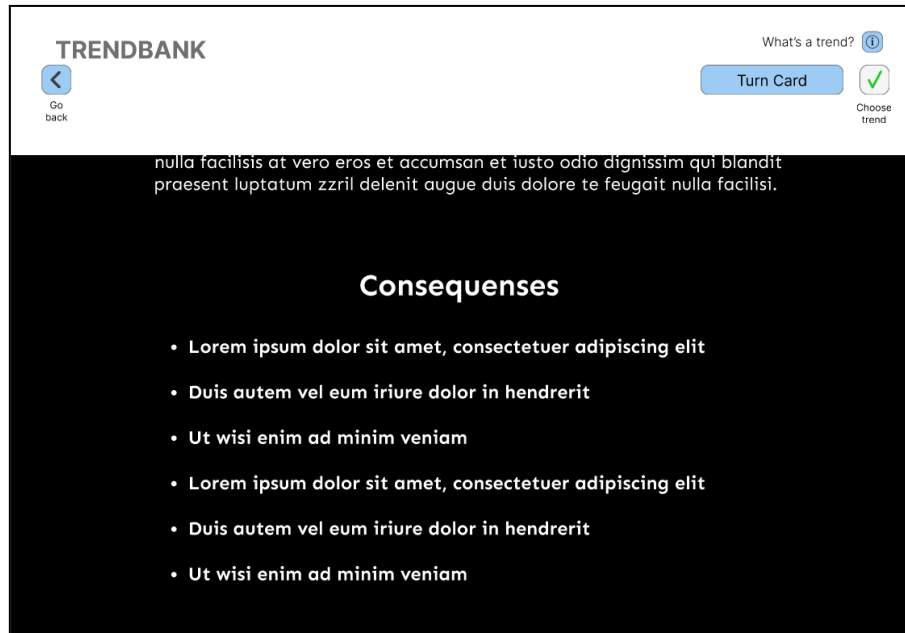 TRENDBANK
What's a trend?
Turn Card
Go
back
Choose
trend
nulla facilisis at vero eros et accumsan et iusto odio dignissim qui blandit
praesent luptatum zzril delenit augue duis dolore te feugait nulla facilisi.
Consequenses
• Lorem ipsum dolor sit amet, consectetuer adipiscing elit
• Duis autem vel eum iriure dolor in hendrerit
• Ut wisi enim ad minim veniam
• Lorem ipsum dolor sit amet, consectetuer adipiscing elit
• Duis autem vel eum iriure dolor in hendrerit
• Ut wisi enim ad minim veniam